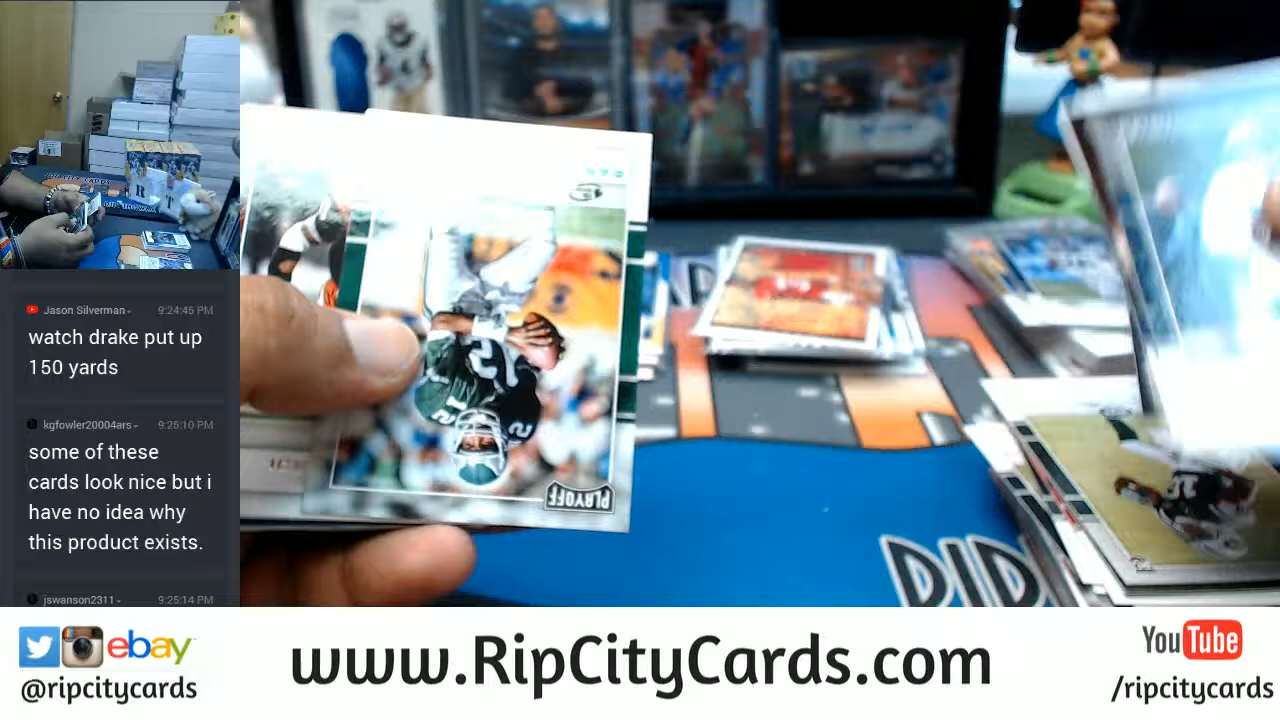 Jason Silverman
9:24:45 PM
watch drake put up
150 yards
kgfowler20004ars
9:25:10 PM
some of these
cards look nice but i
have no idea why
this product exists.
jswanson2311
9:25:14 PM
PLAYOFF
ebay
@ripcitycards
www.RipCityCards.com
YouTube
/ripcitycards